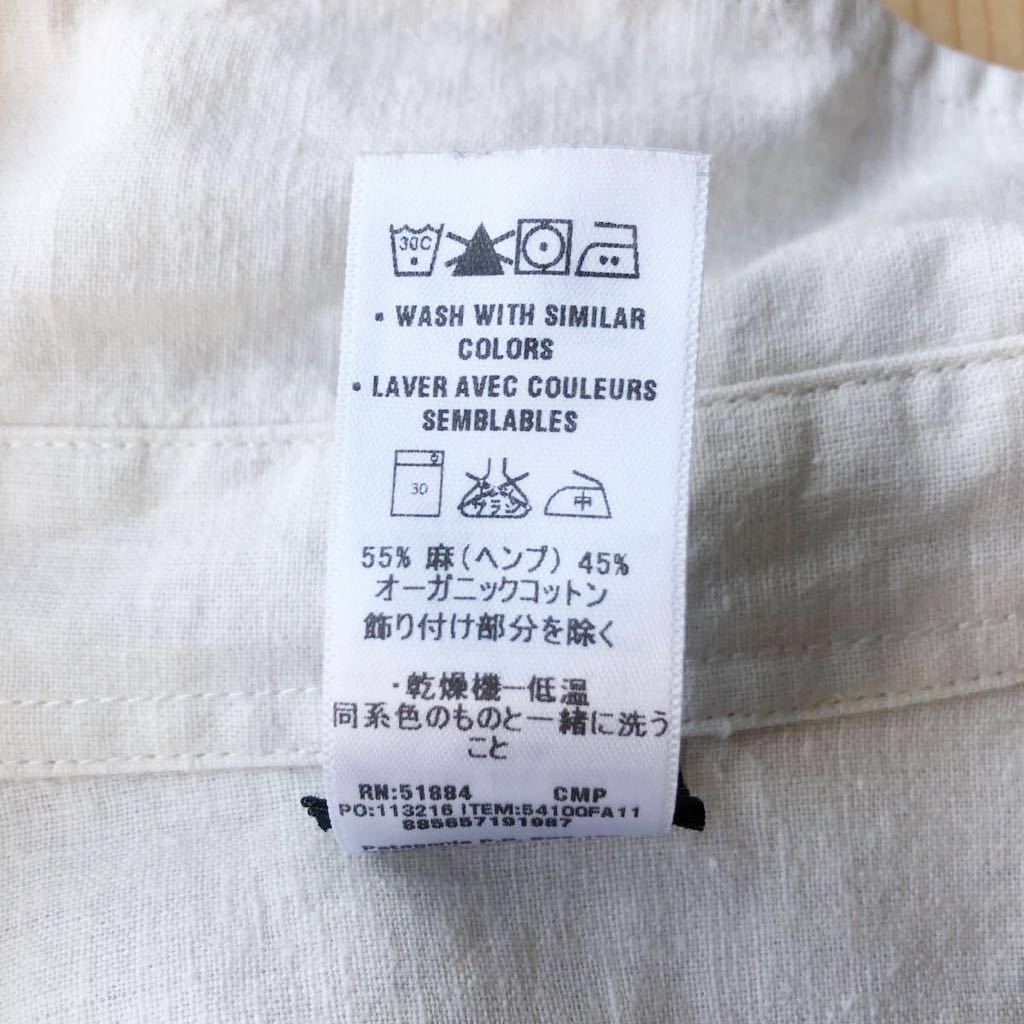 30C
• WASH WITH SIMILAR
COLORS
• LAVER AVEC COULEURS
SEMBLABLES
30
中
55% 麻(ヘンプ) 45%
オーガニックコットン
飾り付け部分を除く
・乾燥機ー低温
同系色のものと一緒に洗う
こと
RN:51884 CMP
PO:113216 ITEM:54100FA11
885657191987